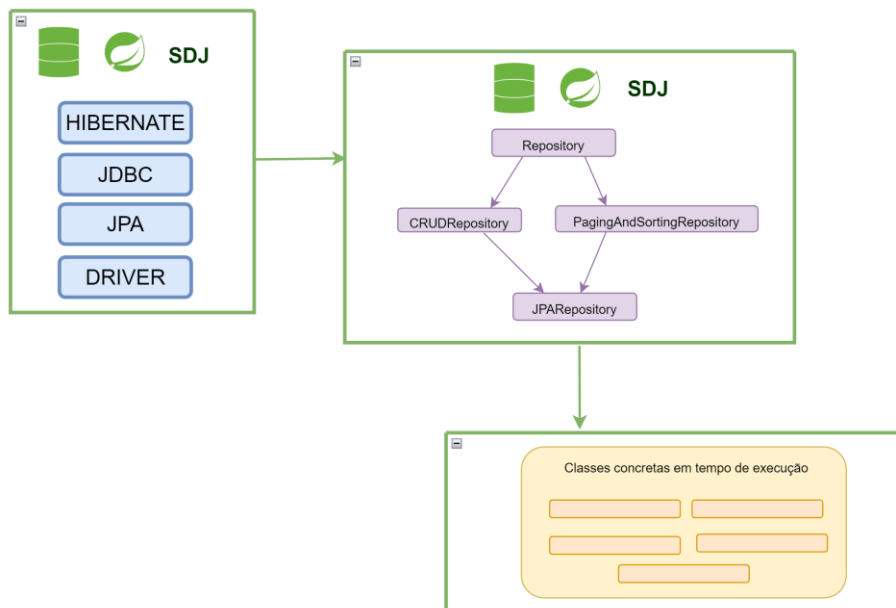 SDJ
HIBERNATE
JDBC
JPA
DRIVER
SDJ
Repository
CRUDRepository
PagingAndSortingRepository
JPARepository
Classes concretas em tempo de execução